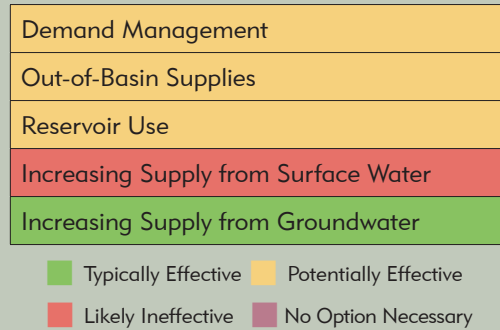 Demand Management
Out-of-Basin Supplies
Reservoir Use
Increasing Supply from Surface Water
Increasing Supply from Groundwater
Typically Effective Potentially Effective
Likely Ineffective No Option Necessary